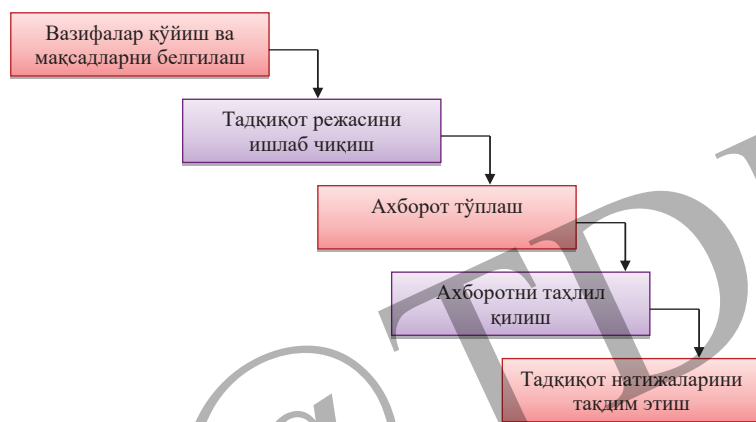 Вазифалар қўйиш ва
мақсадларни белгилаш
Тадқиқот режасини
ишлаб чиқиш
Ахборот тўплаш
Ахборотни таҳлил
қилиш
Тадқиқот натижаларини
тақдим этиш